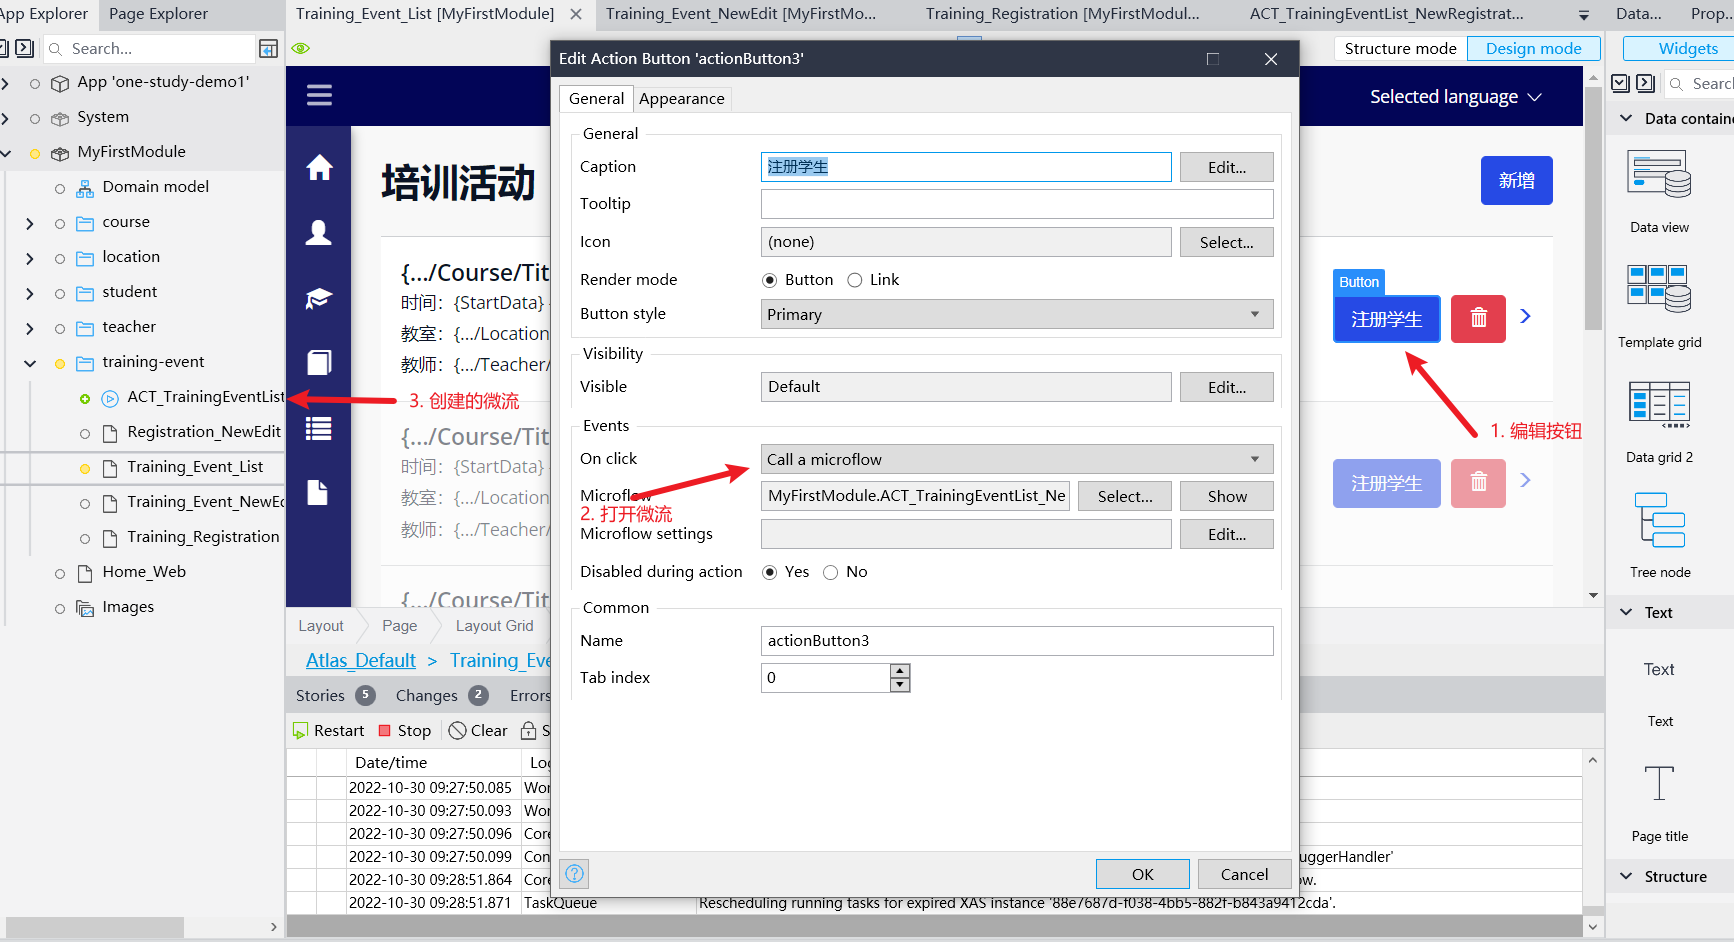 App Explorer
Page Explorer
Training_Event_List [MyFirstModule]
Training_Event_NewEdit [MyFirstMo...
Training_Registration [MyFirstModul...
ACT_TrainingEventList_NewRegistrat...
Data...
Prop...
Search...
Structure mode
Design mode
Widgets
Search
App 'one-study-demo1'
System
MyFirstModule
Domain model
course
location
student
teacher
training-event
ACT_TrainingEventList
Registration_NewEdit
Training_Event_List
Training_Event_NewEd
Training_Registration
Home_Web
Images
Selected language
培训活动
新增
{.../Course/Tit
时间：{StartData} -
教室：{.../Location
教师：{.../Teacher/
Button
注册学生
{.../Course/Tit
时间：{StartData} -
教室：{.../Location
教师：{.../Teacher/
注册学生
{.../Course/Tit
1. 编辑按钮
2. 打开微流
3. 创建的微流
Edit Action Button 'actionButton3'
General
Appearance
General
Caption
注册学生
Edit...
Tooltip
Icon
(none)
Select...
Render mode
Button
Link
Button style
Primary
Visibility
Visible
Default
Edit...
Events
On click
Call a microflow
Microflow
MyFirstModule.ACT_TrainingEventList_Ne
Select...
Show
Microflow settings
Edit...
Disabled during action
Yes
No
Common
Name
actionButton3
Tab index
0
OK
Cancel
Layout
Page
Layout Grid
Atlas_Default > Training_Eve
Stories 5
Changes 2
Errors
Restart
Stop
Clear
S
Date/time
Log
2022-10-30 09:27:50.085 Wor
2022-10-30 09:27:50.093 Wor
2022-10-30 09:27:50.096 Core
2022-10-30 09:27:50.099 Con
uggerHandler'
2022-10-30 09:28:51.864 Core
ow.
2022-10-30 09:28:51.871 TaskQueue
Rescheduling running tasks for expired XAS instance '88e7687d-f038-4bb5-882f-b843a9412cda'.
Data contain
Data view
Template grid
Data grid 2
Tree node
Text
Text
Text
Page title
Structure